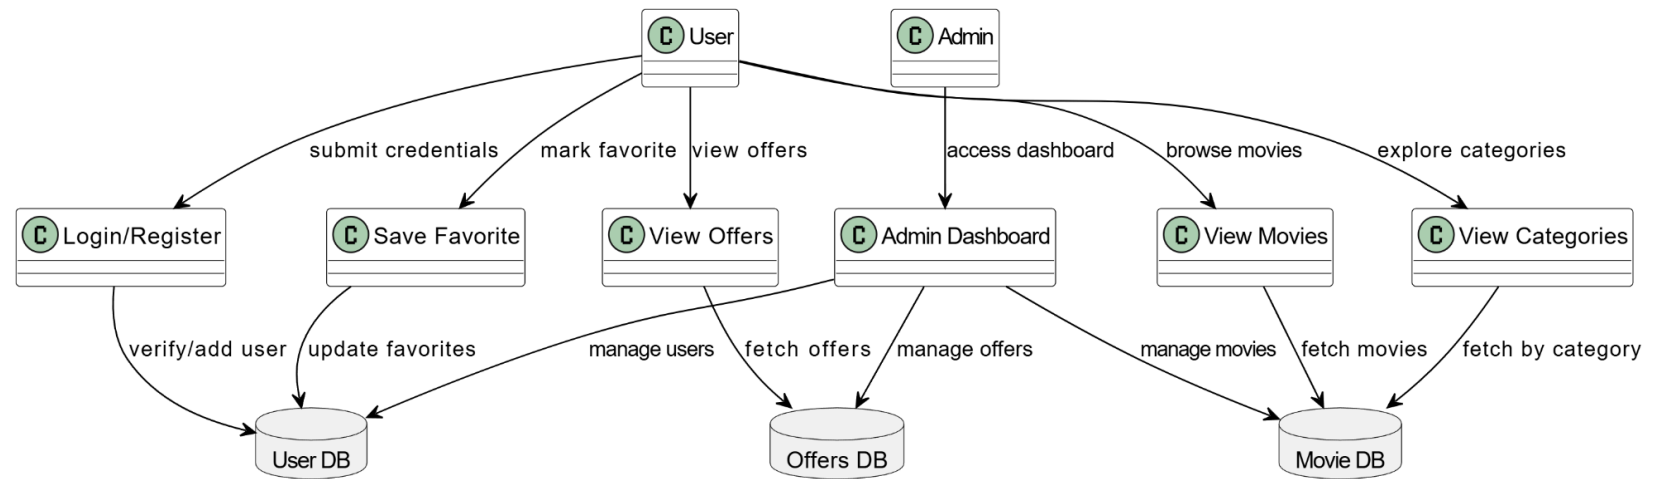 C User
C Admin
submit credentials
mark favorite
view offers
access dashboard
browse movies
explore categories
C Login/Register
C Save Favorite
C View Offers
C Admin Dashboard
C View Movies
C View Categories
verify/add user
update favorites
manage users
fetch offers
manage offers
manage movies
fetch movies
fetch by category
User DB
Offers DB
Movie DB